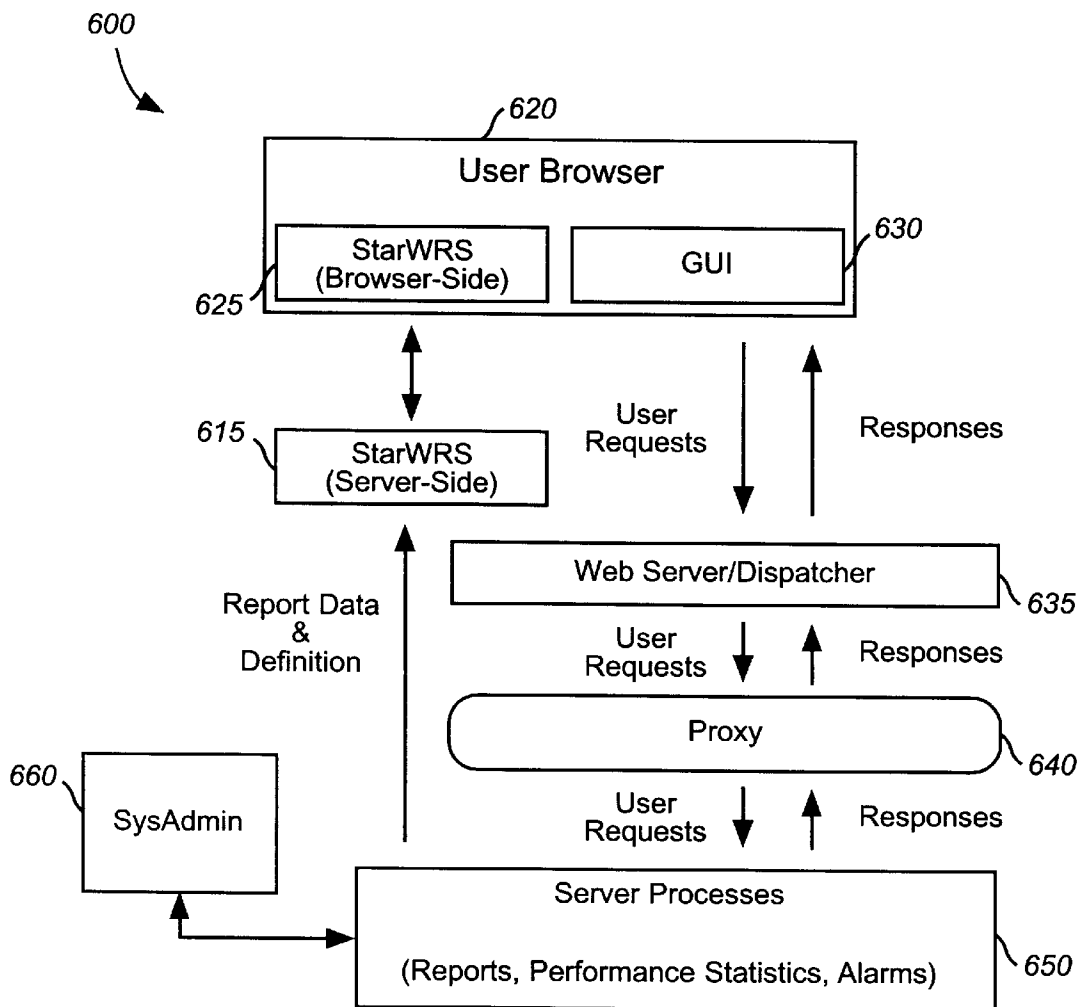 600
620
User Browser
630
StarWRS
(Browser-Side)
GUI
625
615
User
Requests
Responses
StarWRS
(Server-Side)
Web Server/Dispatcher
635
Report Data
&
Definition
User
Requests
Responses
Proxy
640
660
SysAdmin
User
Requests
Responses
Server Processes
(Reports, Performance Statistics, Alarms)
650